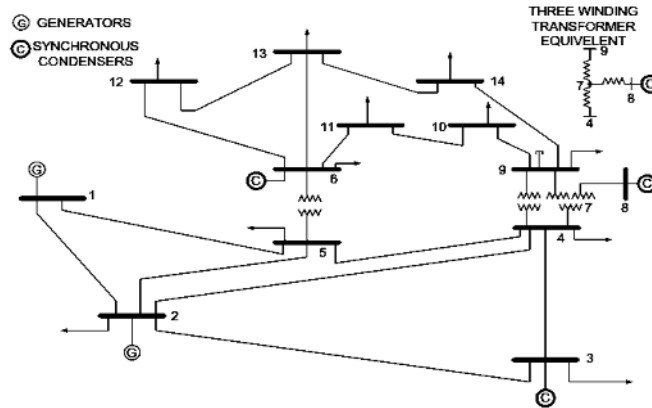 G GENERATORS
C SYNCHRONOUS
CONDENSERS
THREE WINDING
TRANSFORMER
EQUIVELENT
9
7
8
C
4
13
12
14
11
10
G
1
C
6
9
7
8
C
5
4
2
G
3
C